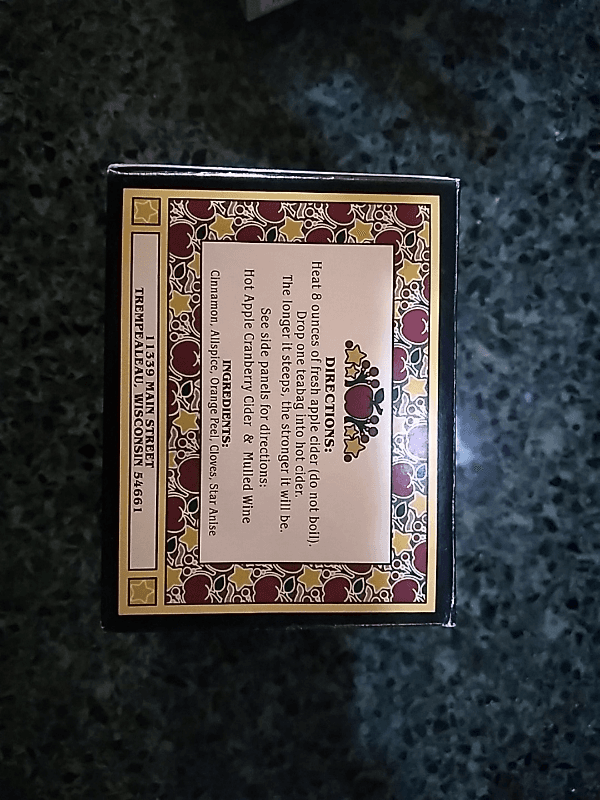 DIRECTIONS:
Heat 8 ounces of fresh apple cider (do not boil).
Drop one teabag into hot cider.
The longer it steeps, the stronger it will be.
See side panels for directions:
Hot Apple Cranberry Cider & Mulled Wine
INGREDIENTS:
Cinnamon, Allspice, Orange Peel, Cloves, Star Anise
11339 MAIN STREET
TREMPEALEAU, WISCONSIN 54661